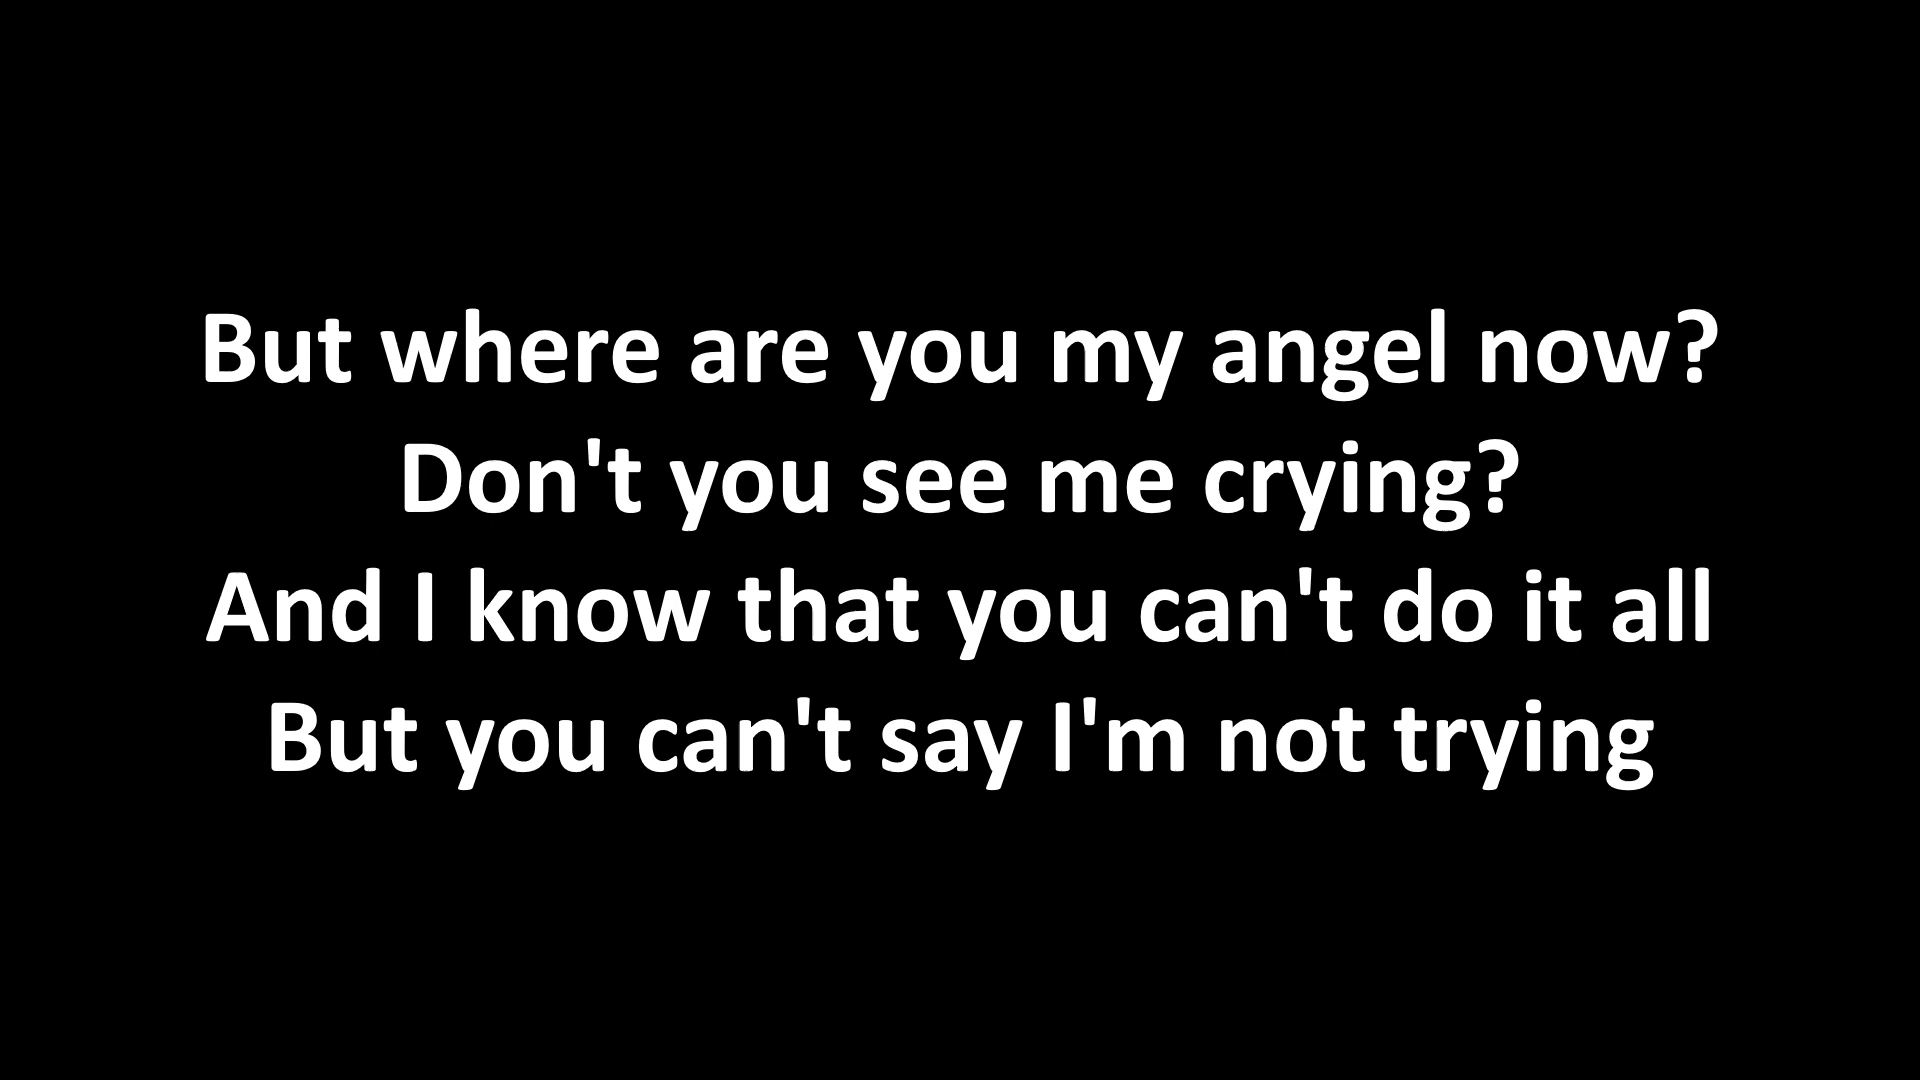 But where are you my angel now?
Don't you see me crying?
And I know that you can't do it all
But you can't say I'm not trying